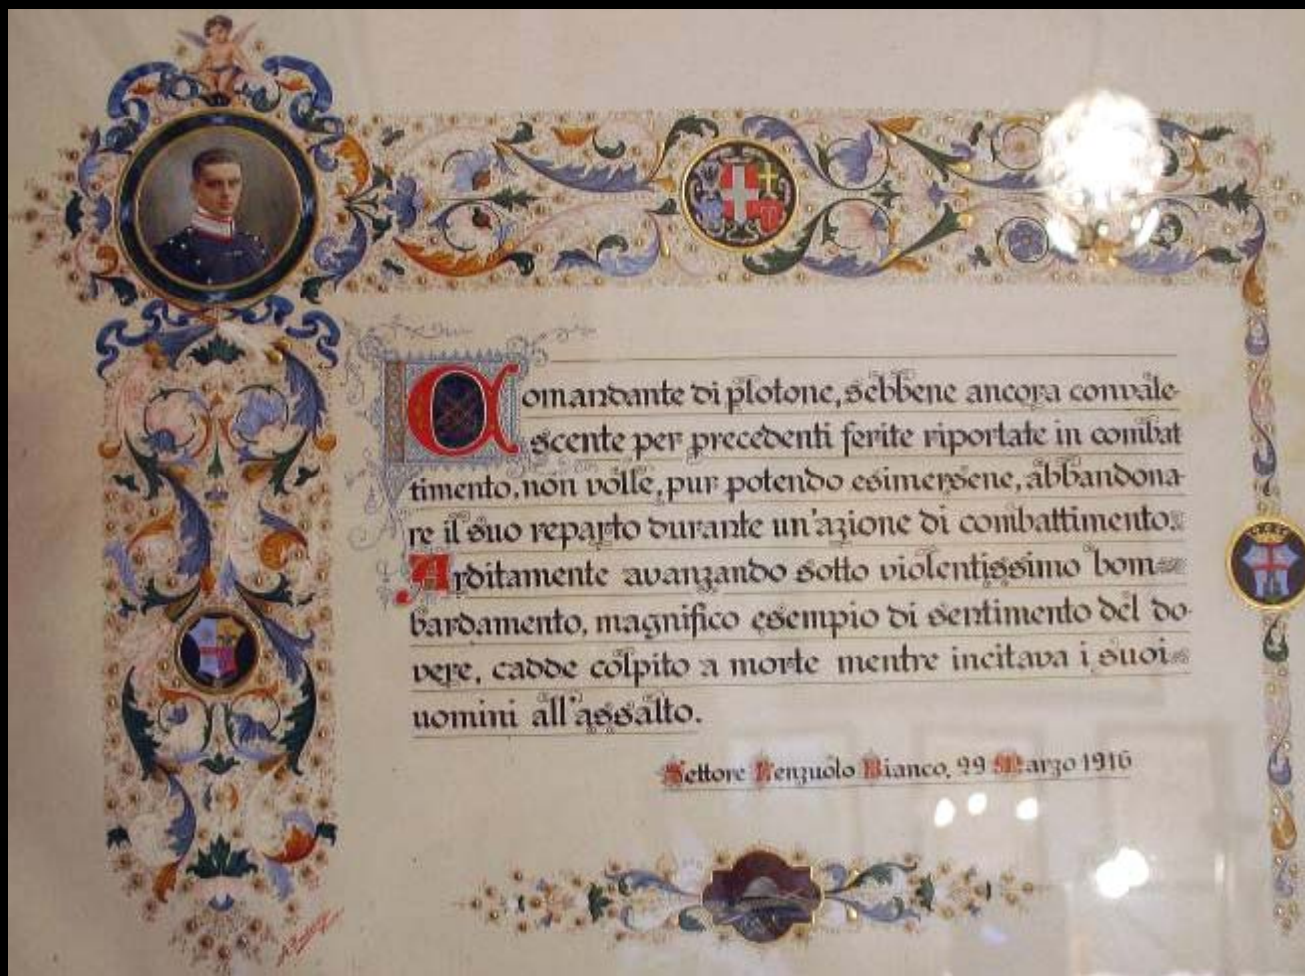 Comandante di plotone, sebbene ancora convale-
scente per precedenti ferite riportate in combat
timento, non volle, pur potendo esimersene, abbandona-
re il suo reparto durante un'azione di combattimento.
Arditamente avanzando sotto violentissimo bom=
bardamento, magnifico esempio di sentimento del do-
vere, cadde colpito a morte mentre incitava i suoi
uomini all'assalto.
Settore Lenzuolo Bianco, 29 Marzo 1916